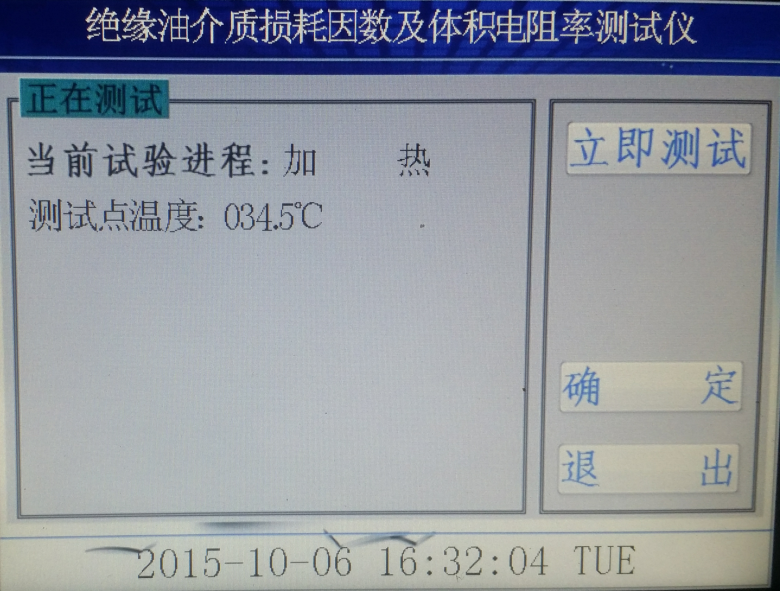 绝缘油介质损耗因数及体积电阻率测试仪
正在测试
当前试验进程：加 热
测试点温度：034.5℃
立即测试
确 定
退 出
2015-10-06 16:32:04 TUE